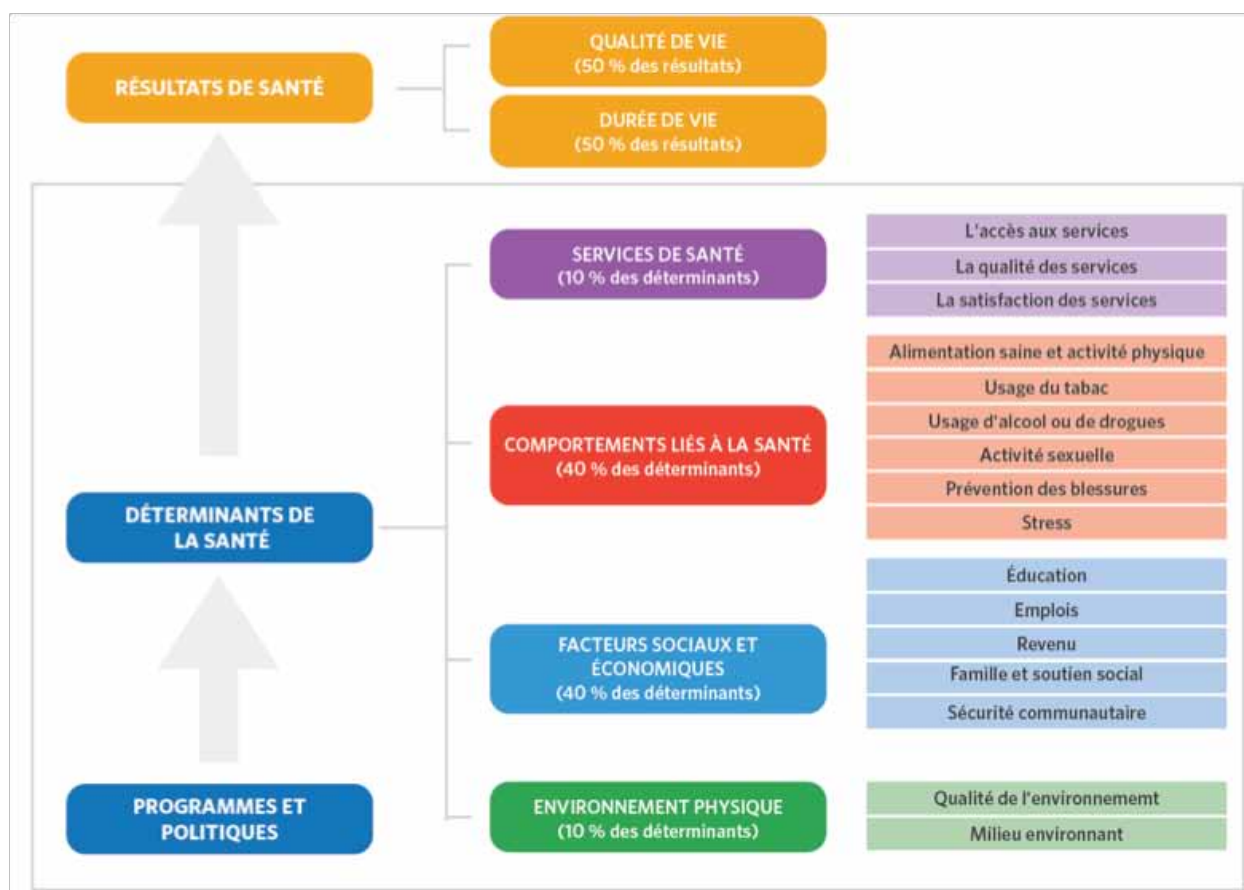 RÉSULTATS DE SANTÉ
QUALITÉ DE VIE
(50 % des résultats)
DURÉE DE VIE
(50 % des résultats)
DÉTERMINANTS DE
LA SANTÉ
SERVICES DE SANTÉ
(10 % des déterminants)
L'accès aux services
La qualité des services
La satisfaction des services
COMPORTEMENTS LIÉS À LA SANTÉ
(40 % des déterminants)
Alimentation saine et activité physique
Usage du tabac
Usage d'alcool ou de drogues
Activité sexuelle
Prévention des blessures
Stress
FACTEURS SOCIAUX ET
ÉCONOMIQUES
(40 % des déterminants)
Éducation
Emplois
Revenu
Famille et soutien social
Sécurité communautaire
PROGRAMMES ET
POLITIQUES
ENVIRONNEMENT PHYSIQUE
(10 % des déterminants)
Qualité de l'environnememt
Milieu environnant